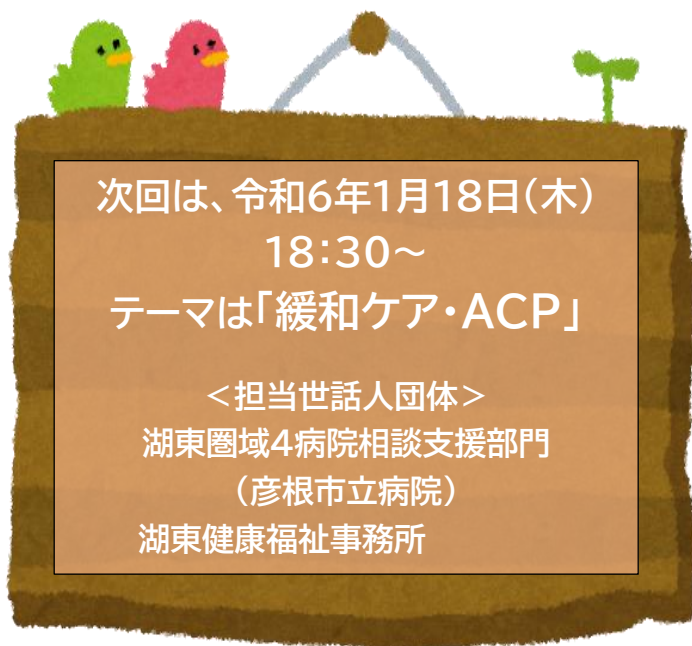 次回は、令和6年1月18日（木）
18：30～
テーマは「緩和ケア・ACP」
＜担当世話人団体＞
湖東圏域4病院相談支援部門
（彦根市立病院）
湖東健康福祉事務所